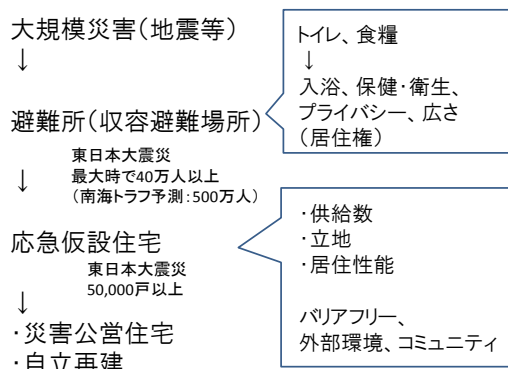 大規模災害(地震等)
↓
避難所(収容避難場所)
東日本大震災
最大時で40万人以上
(南海トラフ予測:500万人)
↓
応急仮設住宅
東日本大震災
50,000戸以上
↓
・災害公営住宅
・自立再建
トイレ、食糧
↓
入浴、保健・衛生、
プライバシー、広さ
(居住権)
・供給数
・立地
・居住性能
バリアフリー、
外部環境、コミュニティ